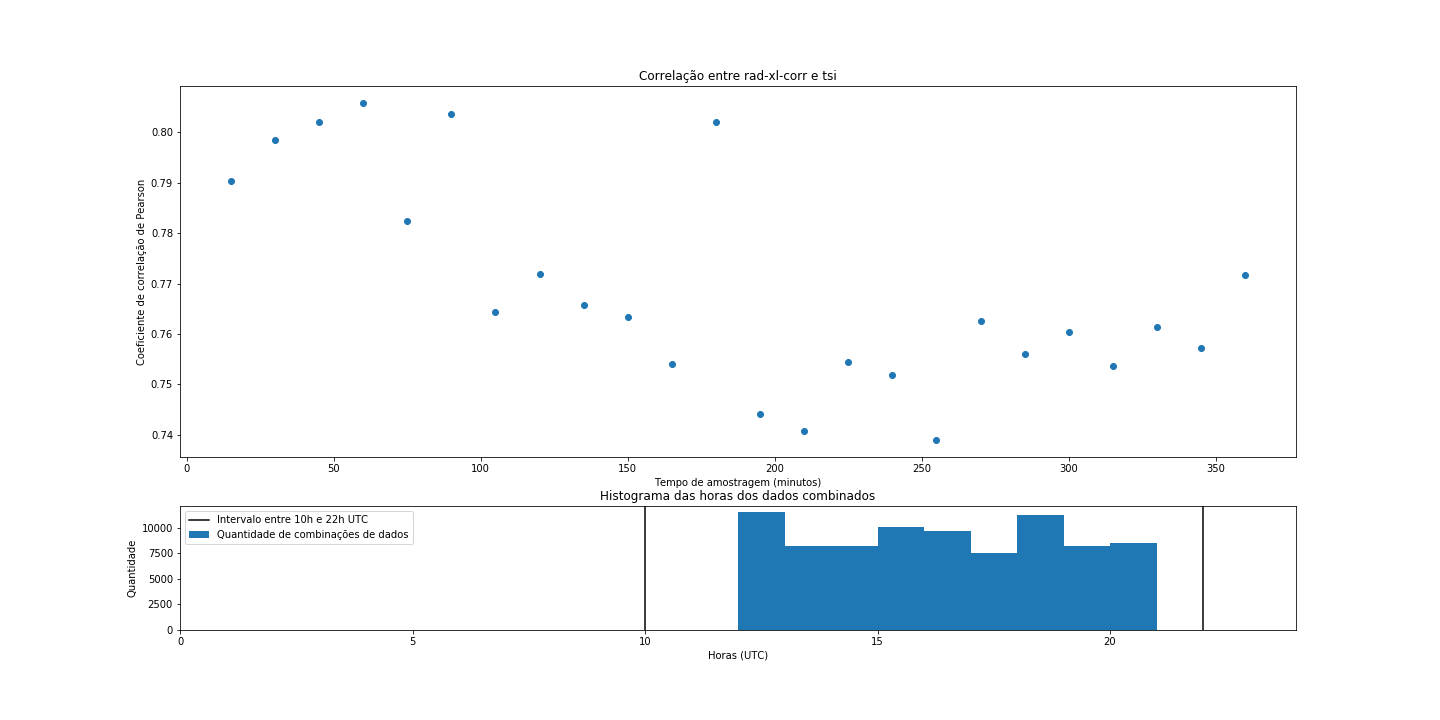 Correlação entre rad-xl-corr e tsi
Coeficiente de correlação de Pearson
0.80
0.79
0.78
0.77
0.76
0.75
0.74
0 50 100 150 200 250 300 350
Tempo de amostragem (minutos)
Histograma das horas dos dados combinados
Intervalo entre 10h e 22h UTC
Quantidade de combinações de dados
Quantidade
10000
7500
5000
2500
0
0 5 10 15 20
Horas (UTC)